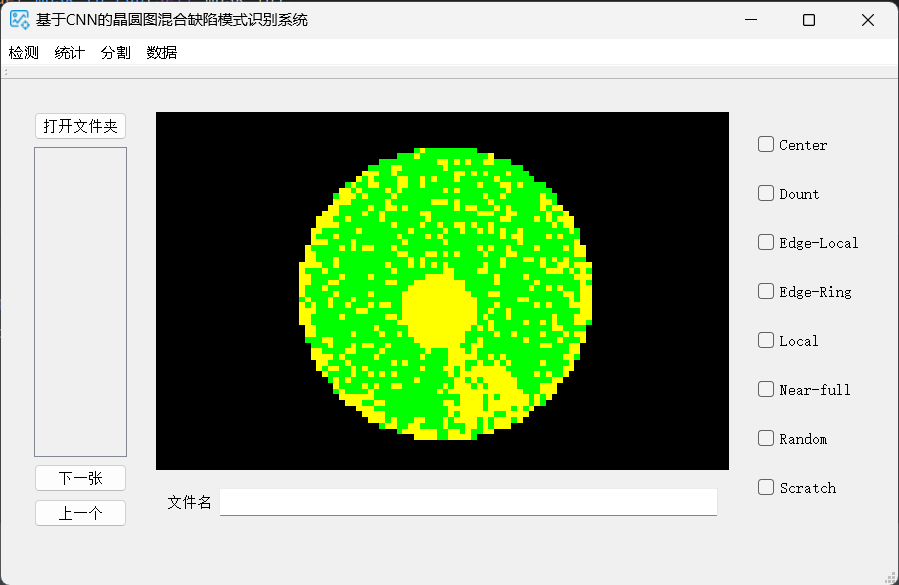 基于CNN的晶圆图混合缺陷模式识别系统
检测 统计 分割 数据
打开文件夹
下一张
上一个
文件名
Center
Dount
Edge-Local
Edge-Ring
Local
Near-full
Random
Scratch